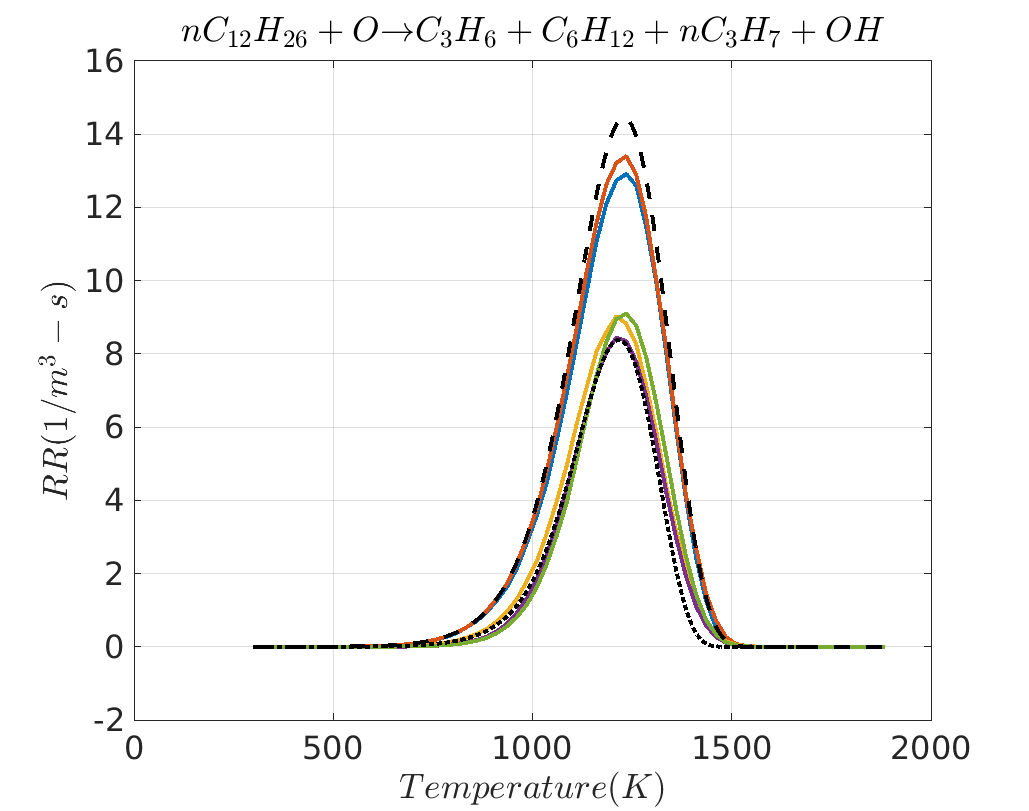 nC₁₂H₂₆ + O→C₃H₆ + C₆H₁₂ + nC₃H₇ + OH
16
14
12
10
8
6
4
2
0
-2
RR(1/m³ − s)
0 500 1000 1500 2000
Temperature(K)